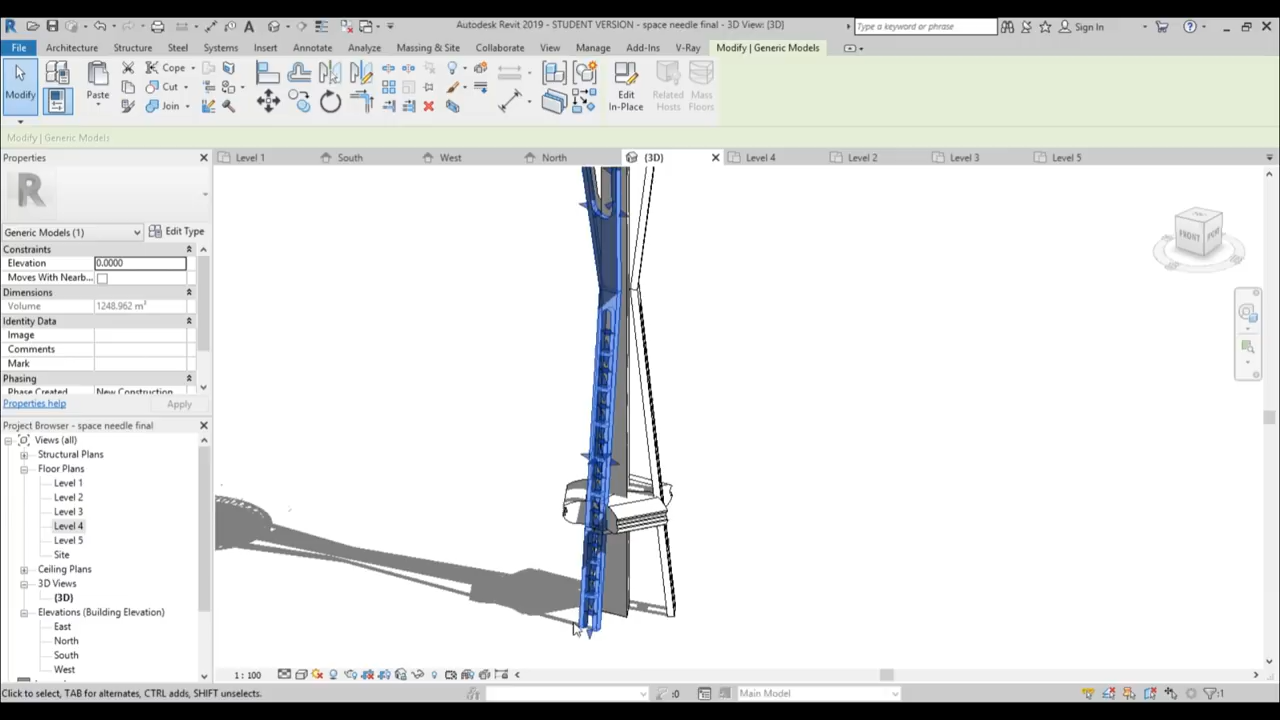 Autodesk Revit 2019 - STUDENT VERSION - space needle final - 3D View: {3D}
Type a keyword or phrase
Sign In
File Architecture Structure Steel Systems Insert Annotate Analyze Massing & Site Collaborate View Manage Add-Ins V-Ray Modify | Generic Models
Modify
Paste
Cope
Cut
Join
Edit In-Place
Related Hosts
Mass Floors
Modify | Generic Models
Properties
Level 1 South West North {3D} Level 4 Level 2 Level 3 Level 5
R
Generic Models (1)
Edit Type
Constraints
Elevation 0.0000
Moves With Nearb...
Dimensions
Volume 1248.962 m³
Identity Data
Image
Comments
Mark
Phasing
Phase Created New Construction
Properties help
Apply
FRONT
Project Browser - space needle final
Views (all)
Structural Plans
Floor Plans
Level 1
Level 2
Level 3
Level 4
Level 5
Site
Ceiling Plans
3D Views
{3D}
Elevations (Building Elevation)
East
North
South
West
1 : 100
Click to select, TAB for alternates, CTRL adds, SHIFT unselects.
:0
Main Model
:1